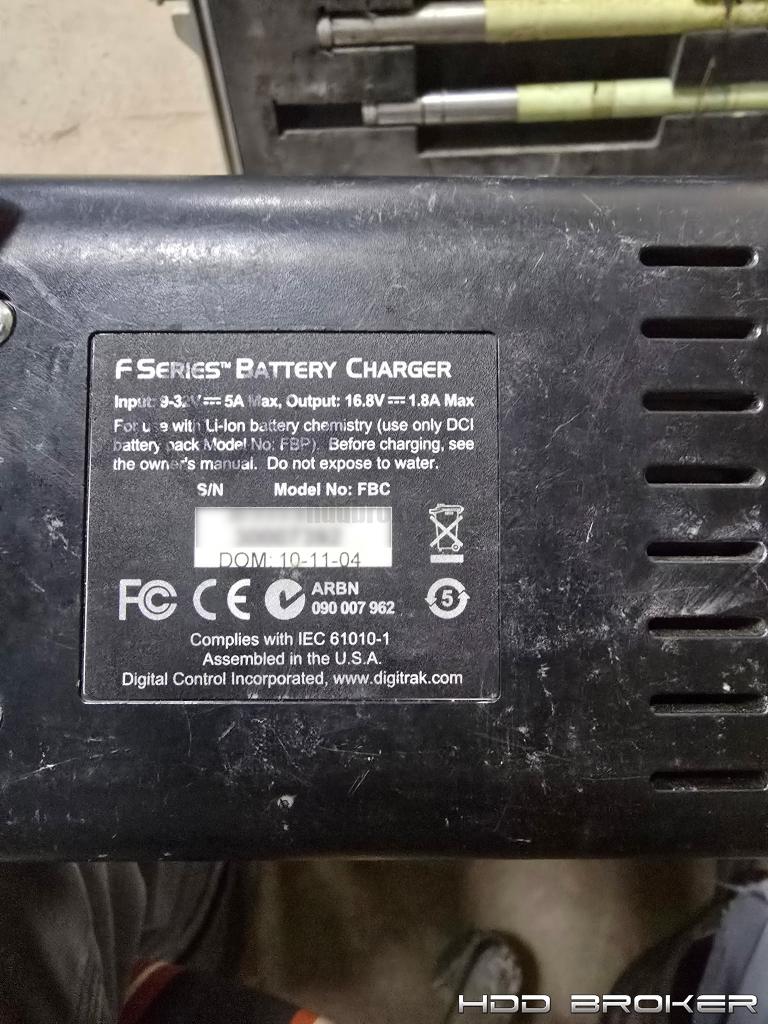 F SERIES™ BATTERY CHARGER
Input: 9-32V⎓ 5A Max, Output: 16.8V⎓ 1.8A Max
For use with Li-Ion battery chemistry (use only DCI
battery pack Model No: FBP). Before charging, see
the owner's manual. Do not expose to water.
S/N Model No: FBC
DOM: 10-11-04
FC CE
ARBN
090 007 962
5
Complies with IEC 61010-1
Assembled in the U.S.A.
Digital Control Incorporated, www.digitrak.com
HDD BROKER